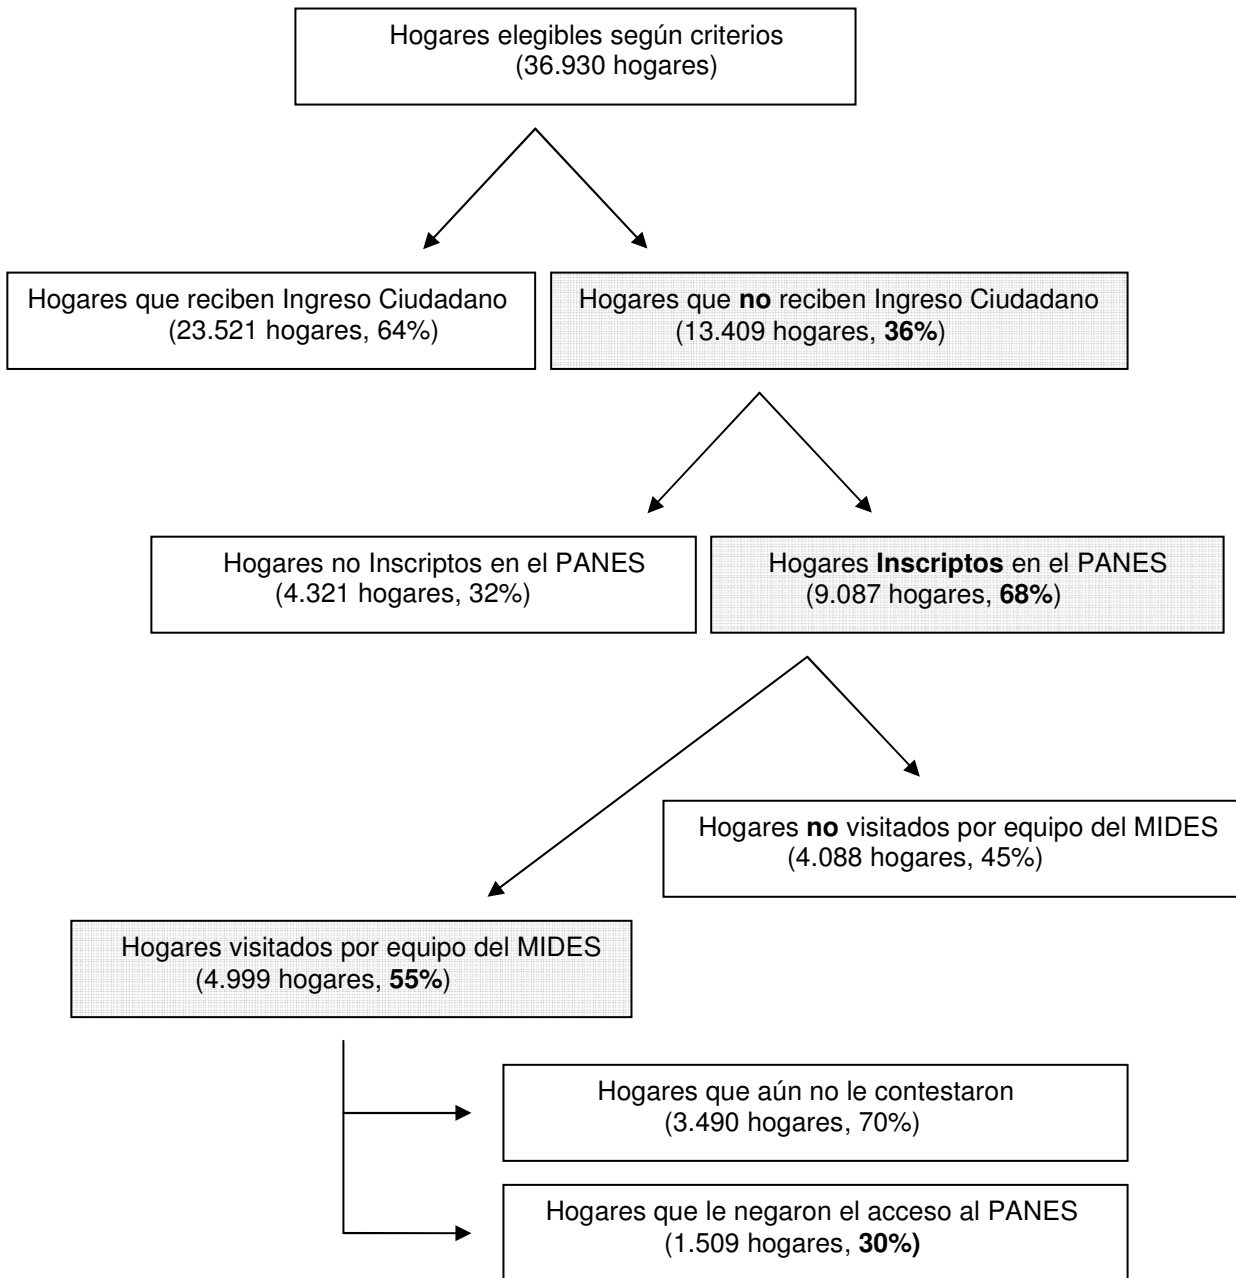 Hogares elegibles según criterios
(36.930 hogares)
Hogares que reciben Ingreso Ciudadano
(23.521 hogares, 64%)
Hogares que no reciben Ingreso Ciudadano
(13.409 hogares, 36%)
Hogares no Inscriptos en el PANES
(4.321 hogares, 32%)
Hogares Inscriptos en el PANES
(9.087 hogares, 68%)
Hogares no visitados por equipo del MIDES
(4.088 hogares, 45%)
Hogares visitados por equipo del MIDES
(4.999 hogares, 55%)
Hogares que aún no le contestaron
(3.490 hogares, 70%)
Hogares que le negaron el acceso al PANES
(1.509 hogares, 30%)